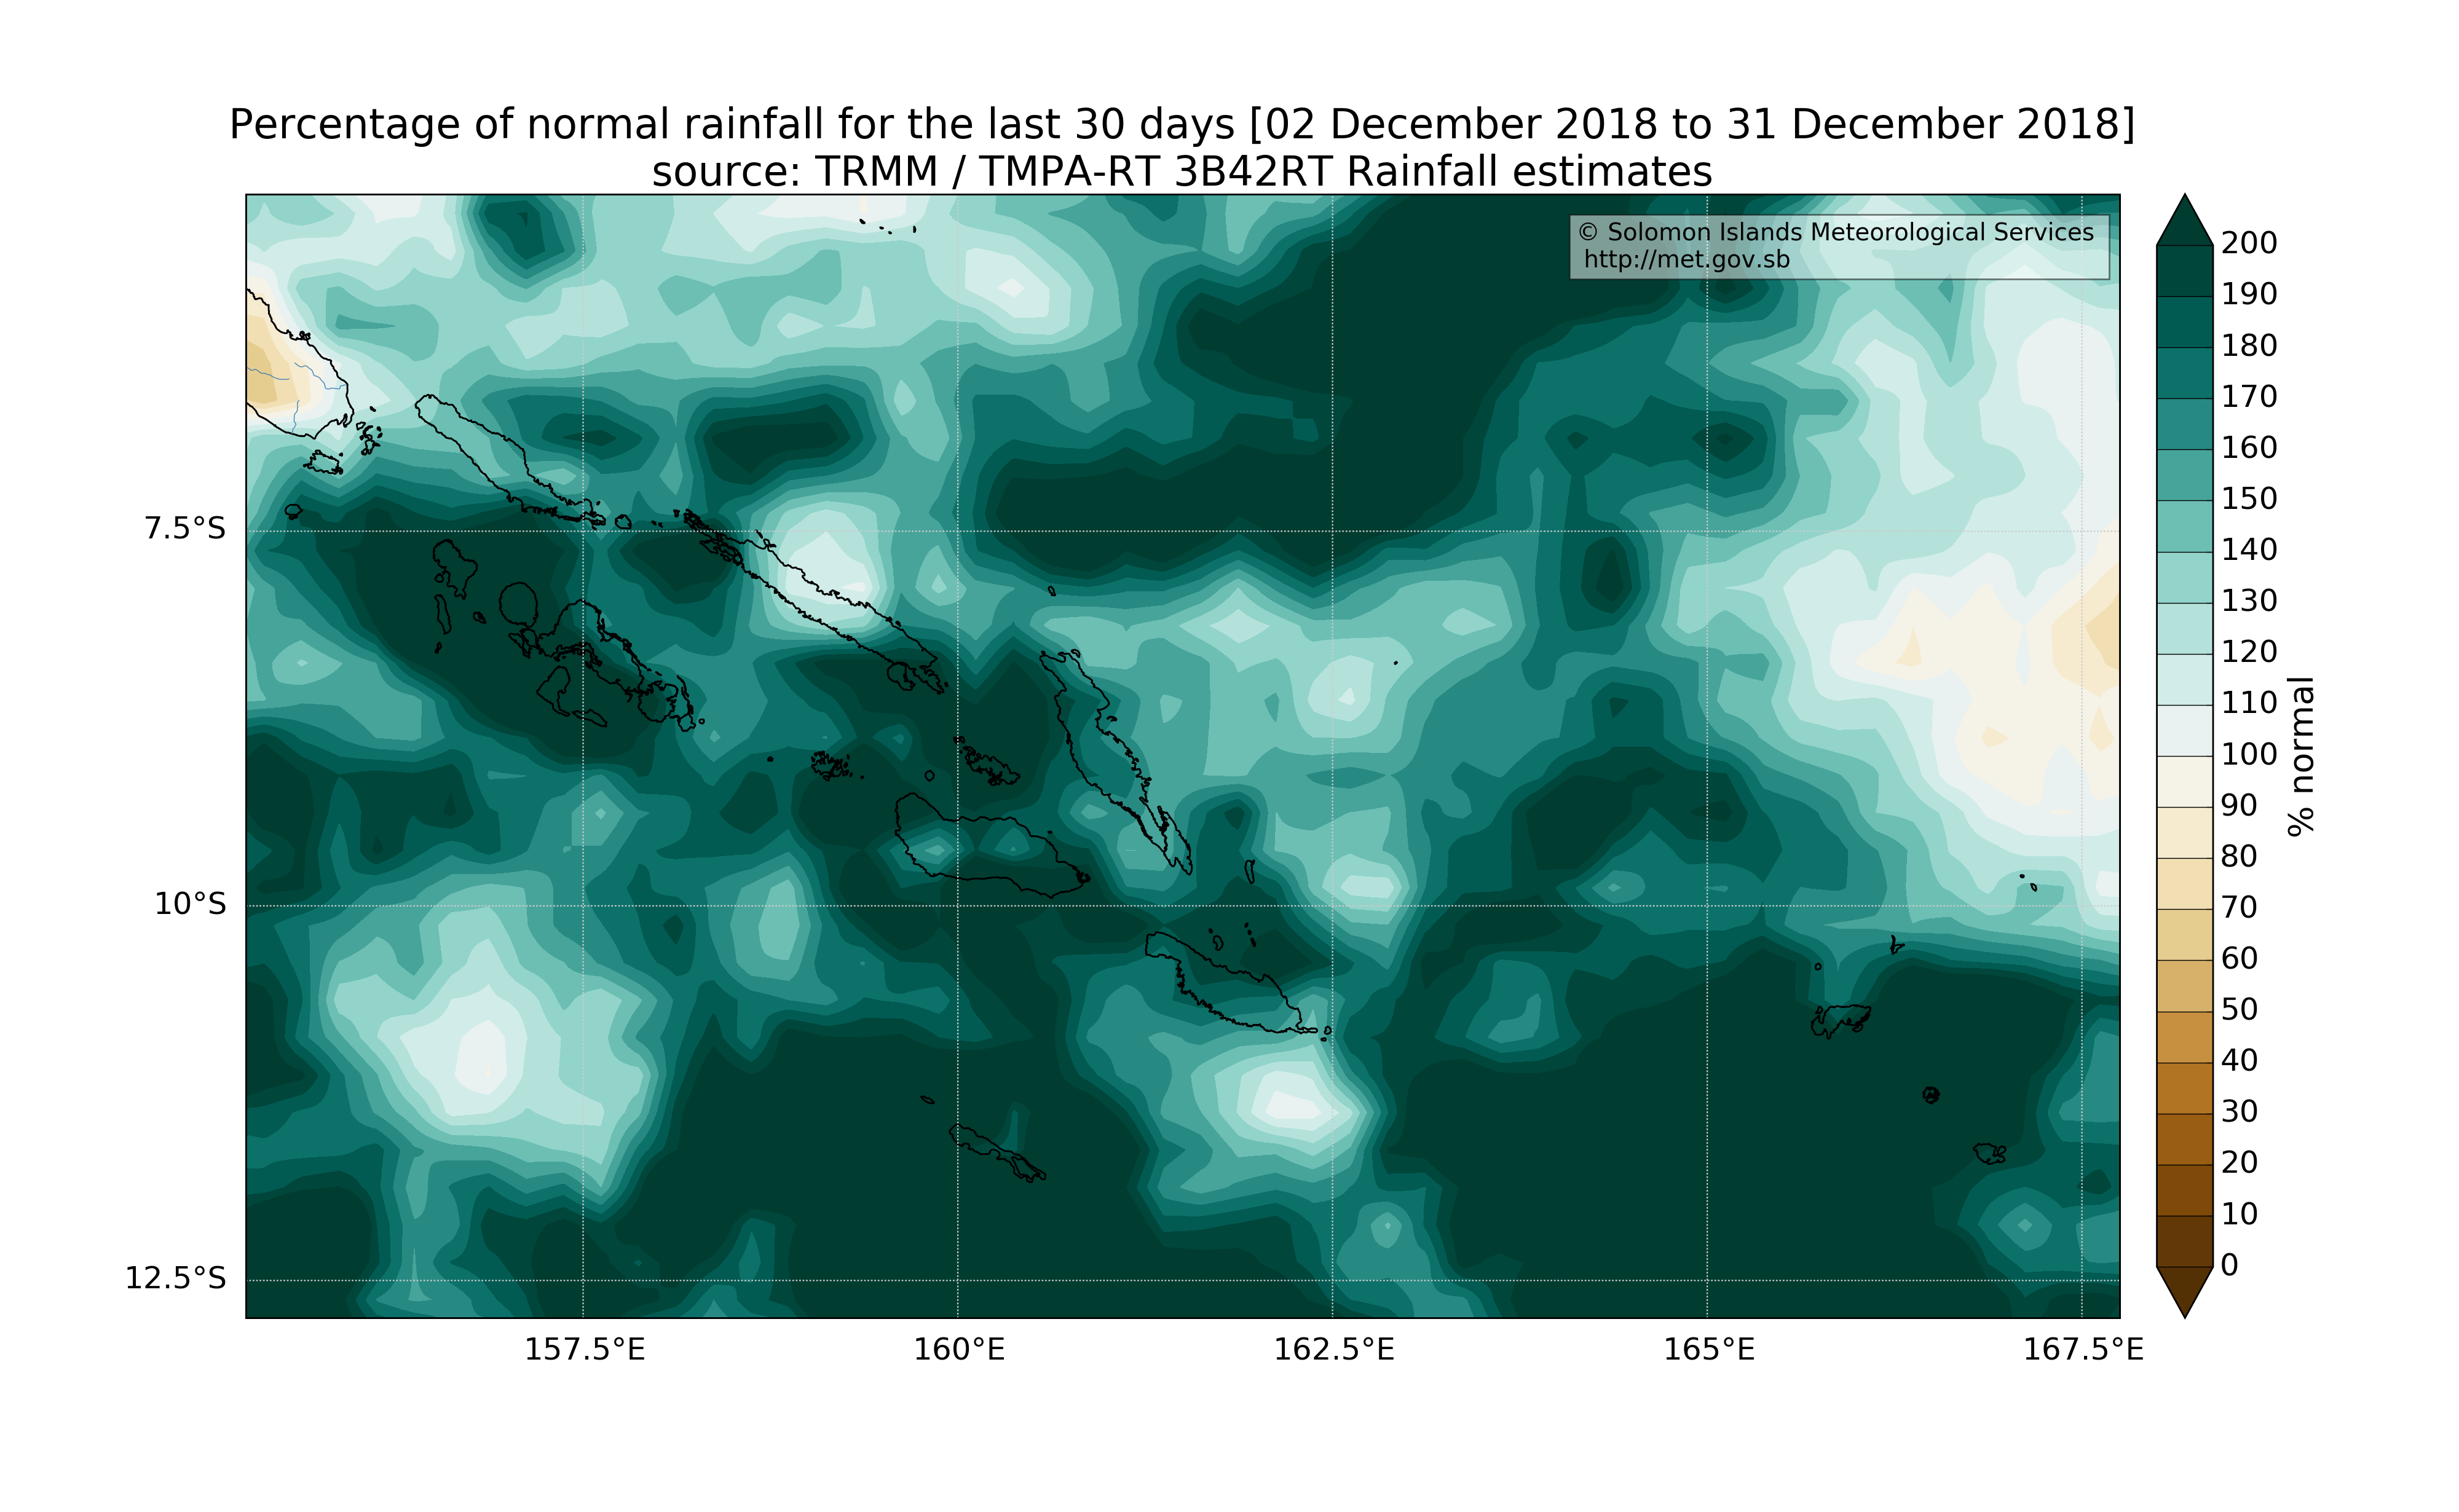 Percentage of normal rainfall for the last 30 days [02 December 2018 to 31 December 2018]
source: TRMM / TMPA-RT 3B42RT Rainfall estimates
© Solomon Islands Meteorological Services
http://met.gov.sb
7.5°S
10°S
12.5°S
157.5°E
160°E
162.5°E
165°E
167.5°E
200
190
180
170
160
150
140
130
120
110
100
90
80
70
60
50
40
30
20
10
0
% normal